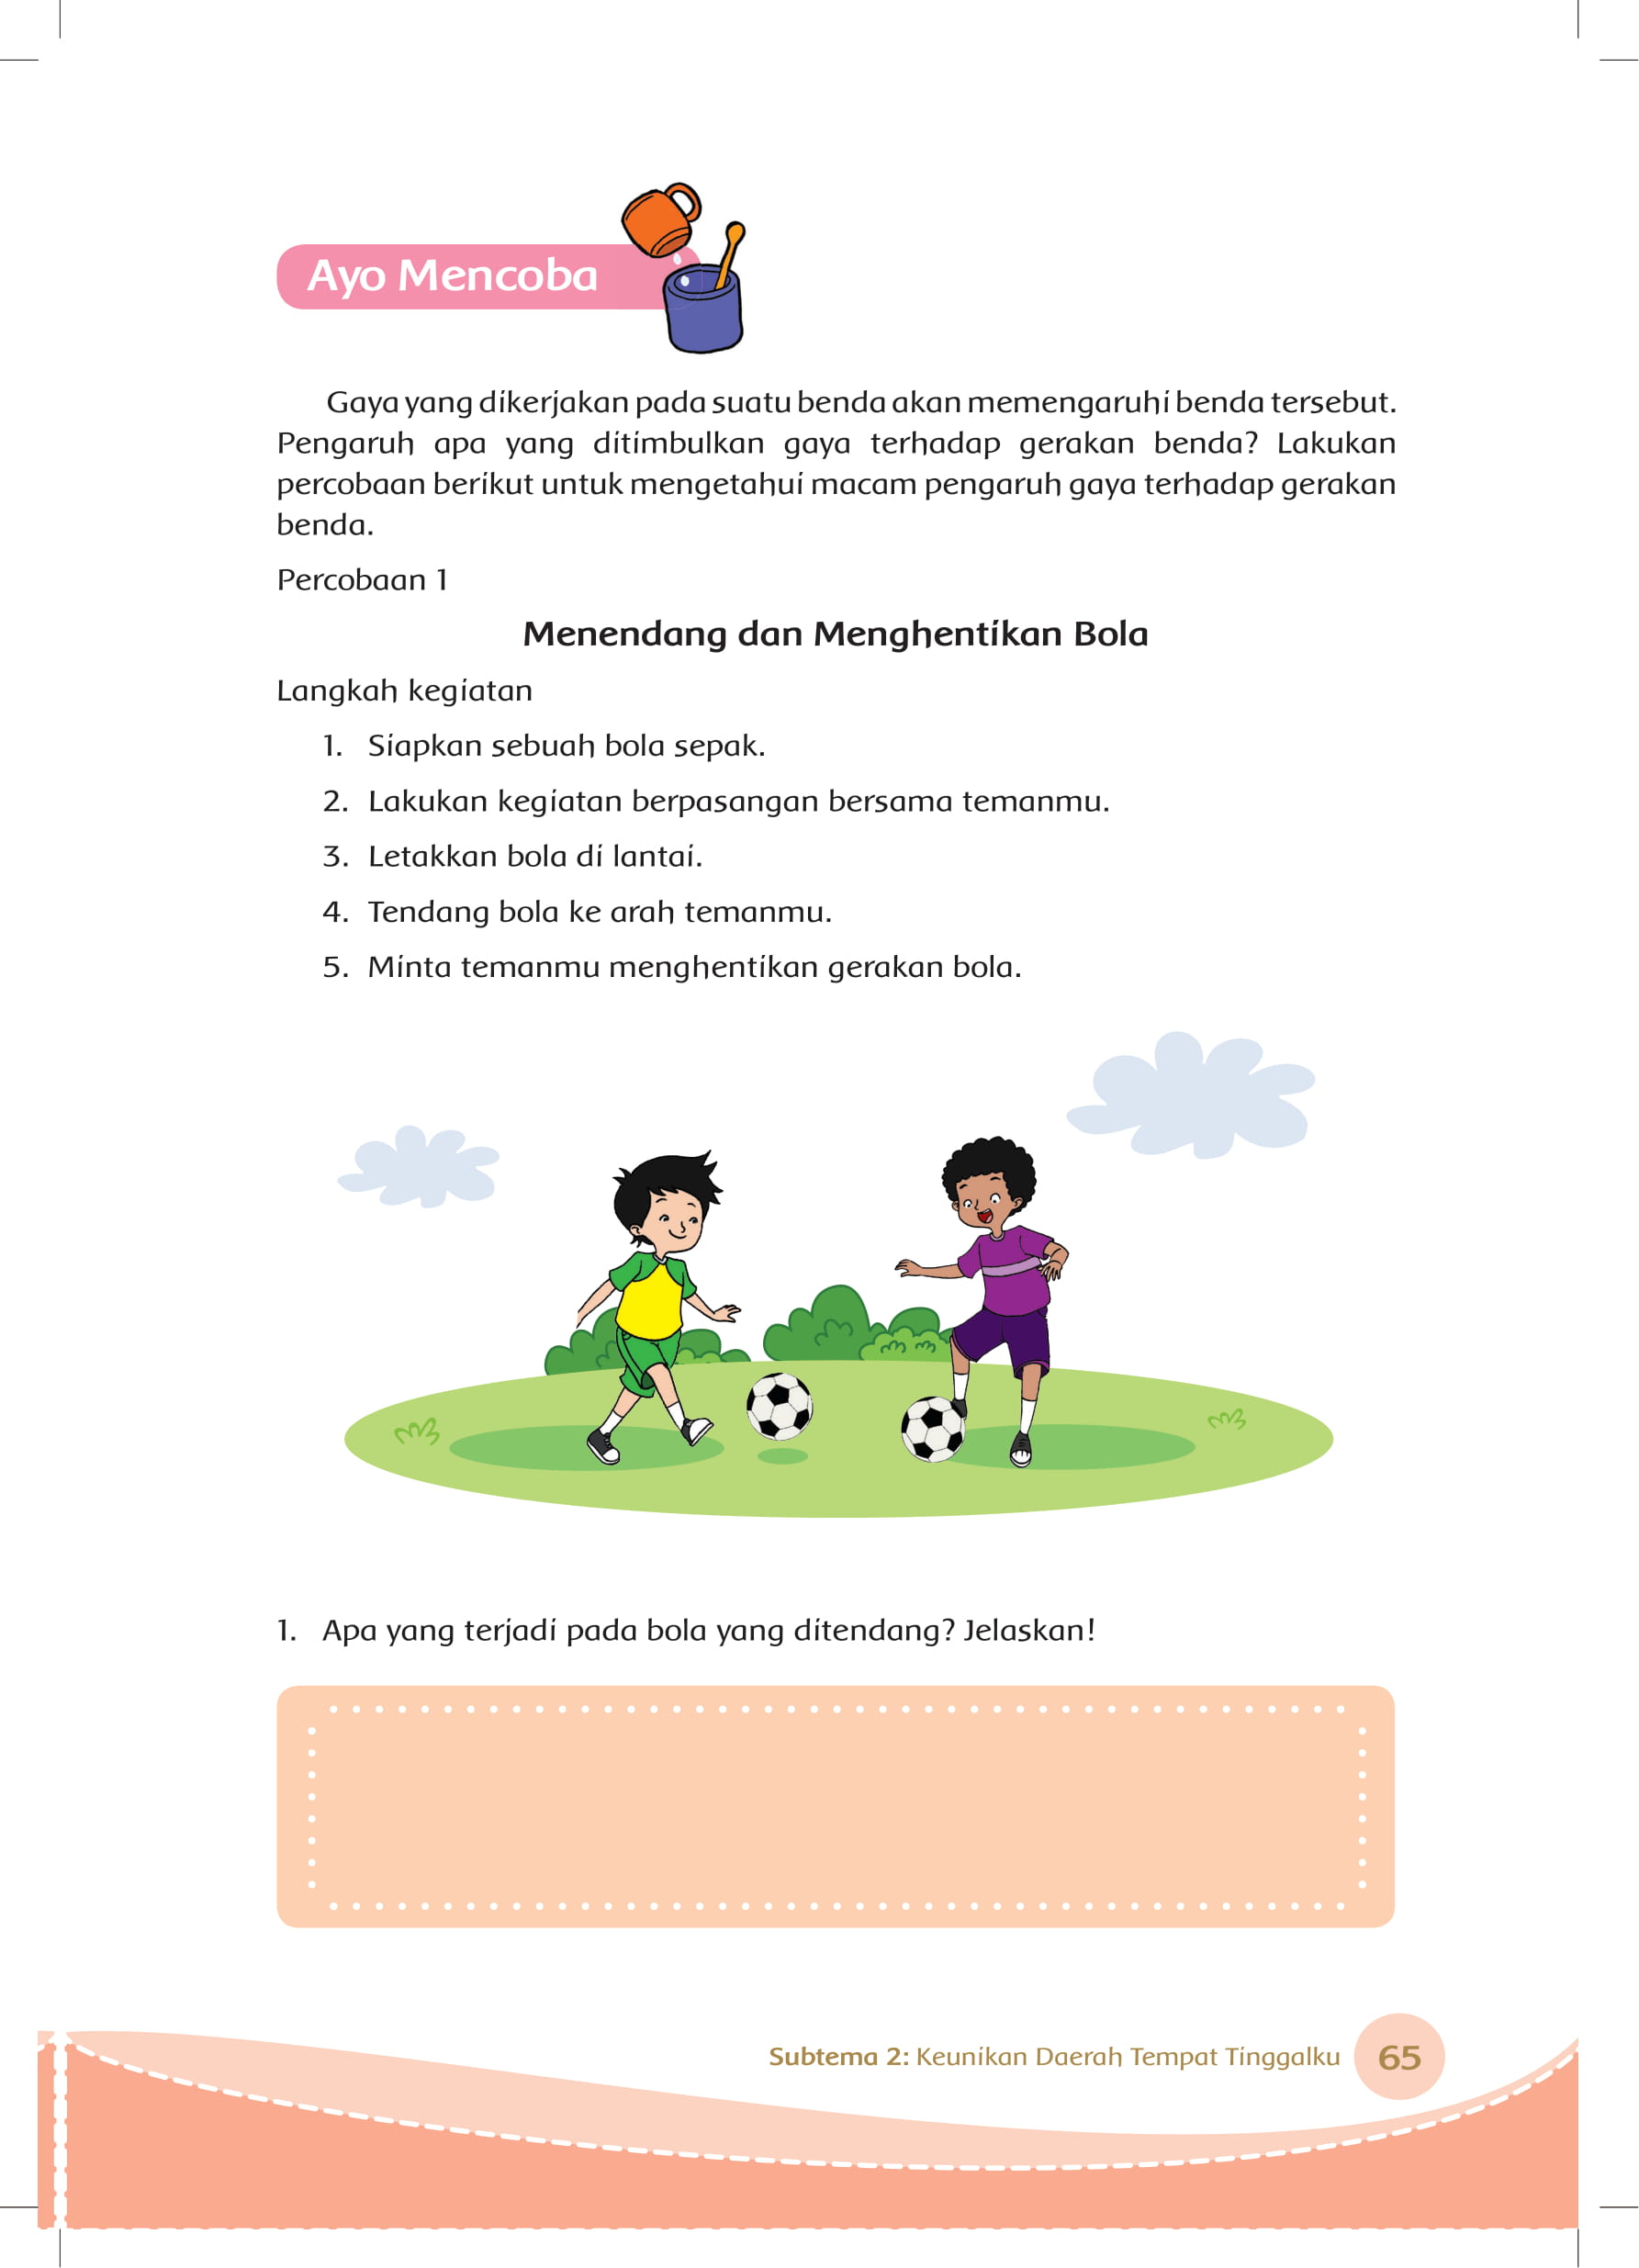 Ayo Mencoba
Gaya yang dikerjakan pada suatu benda akan memengaruhi benda tersebut.
Pengaruh apa yang ditimbulkan gaya terhadap gerakan benda? Lakukan
percobaan berikut untuk mengetahui macam pengaruh gaya terhadap gerakan
benda.
Percobaan 1
Menendang dan Menghentikan Bola
Langkah kegiatan
1. Siapkan sebuah bola sepak.
2. Lakukan kegiatan berpasangan bersama temanmu.
3. Letakkan bola di lantai.
4. Tendang bola ke arah temanmu.
5. Minta temanmu menghentikan gerakan bola.
1. Apa yang terjadi pada bola yang ditendang? Jelaskan!
Subtema 2: Keunikan Daerah Tempat Tinggalku 65